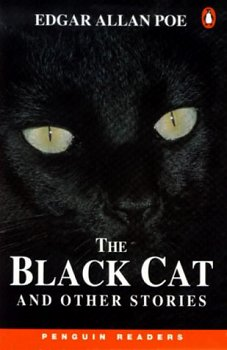 EDGAR ALLAN POE
THE
BLACK CAT
AND OTHER STORIES
PENGUIN READERS